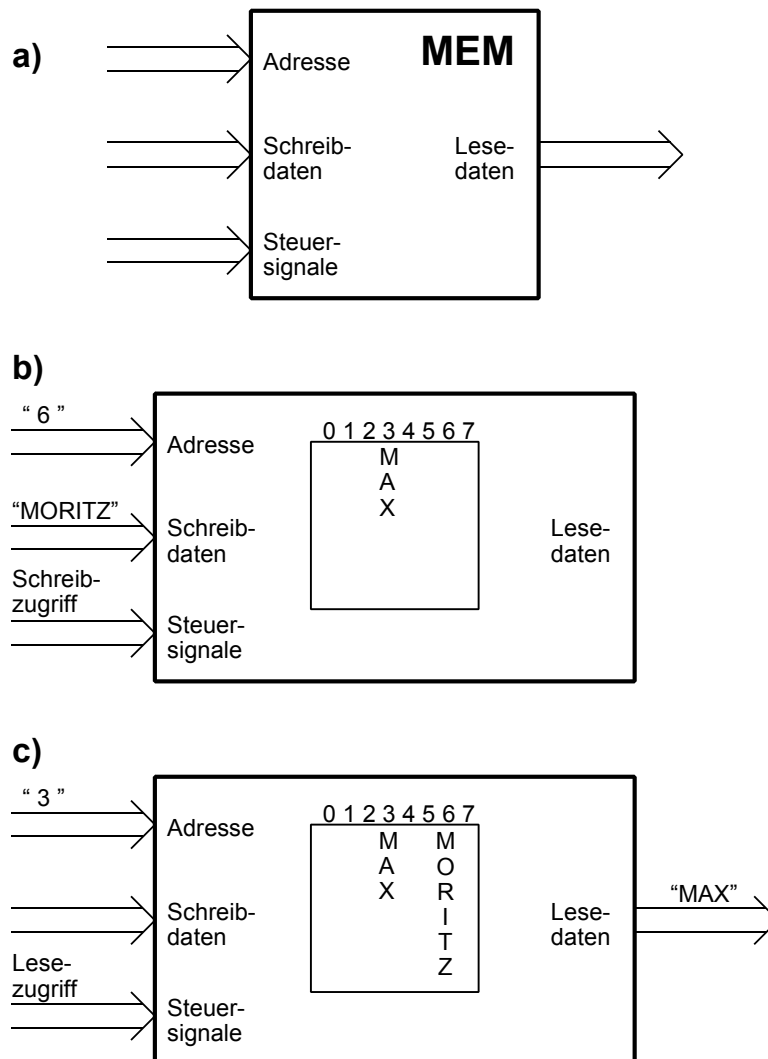 a)
MEM
Adresse
Schreib-
daten
Lese-
daten
Steuer-
signale
b)
“ 6 ”
0 1 2 3 4 5 6 7
Adresse
M
A
X
“MORITZ”
Schreib-
daten
Lese-
daten
Schreib-
zugriff
Steuer-
signale
c)
“ 3 ”
0 1 2 3 4 5 6 7
Adresse
M M
A O
X R
I
T
Z
“MAX”
Schreib-
daten
Lese-
daten
Lese-
zugriff
Steuer-
signale